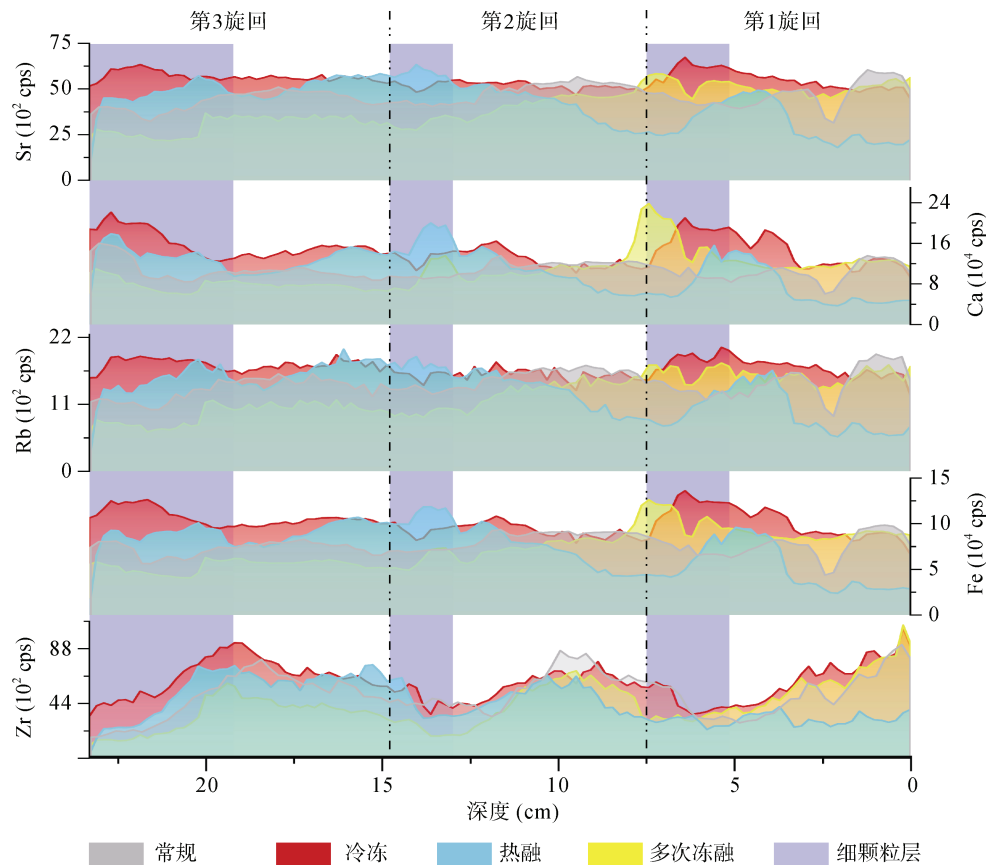 第3旋回 第2旋回 第1旋回
75
50
25
0
Sr (10² cps)
24
16
8
0
Ca (10⁴ cps)
22
11
0
Rb (10² cps)
15
10
5
0
Fe (10⁴ cps)
88
44
Zr (10² cps)
20 15 10 5 0
深度 (cm)
常规 冷冻 热融 多次冻融 细颗粒层